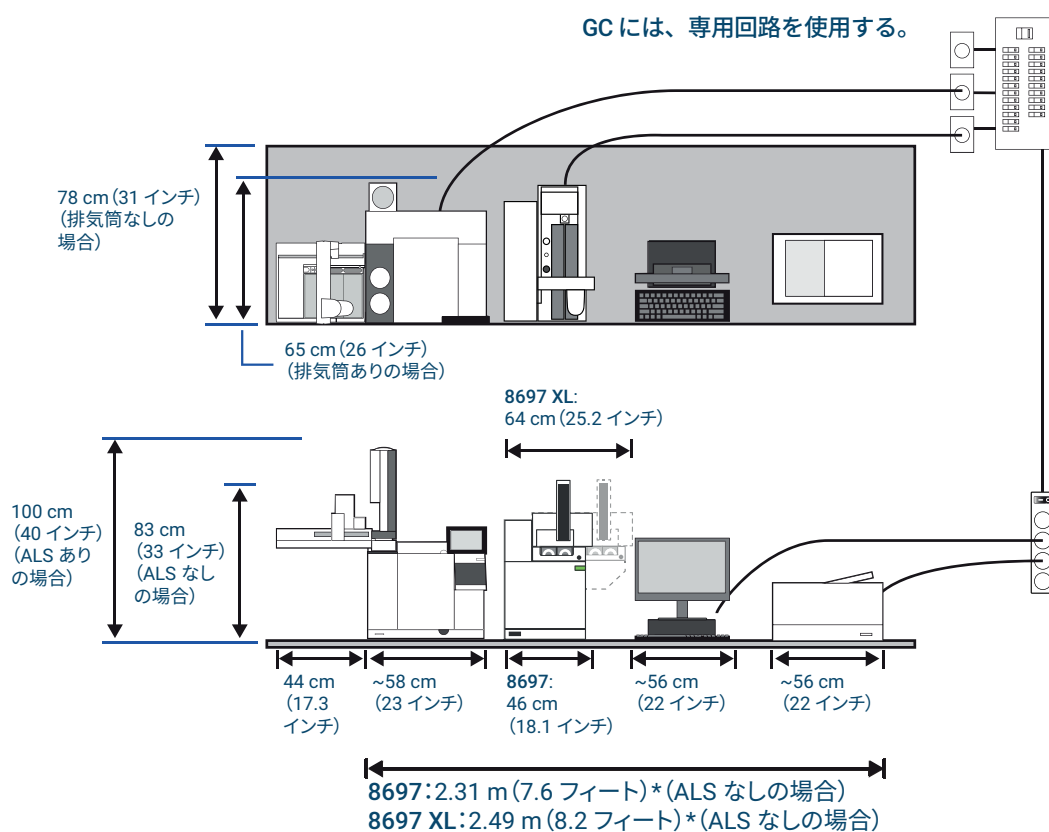 GC には、専用回路を使用する。
78 cm（31 インチ）
（排気筒なしの
場合）
65 cm（26 インチ）
（排気筒ありの場合）
8697 XL:
64 cm（25.2 インチ）
100 cm
（40 インチ）
（ALS あり
の場合）
83 cm
（33 インチ）
（ALS なし
の場合）
44 cm
（17.3
インチ）
~58 cm
（23 インチ）
8697:
46 cm
（18.1 インチ）
~56 cm
（22 インチ）
~56 cm
（22 インチ）
8697：2.31 m（7.6 フィート）*（ALS なしの場合）
8697 XL：2.49 m（8.2 フィート）*（ALS なしの場合）